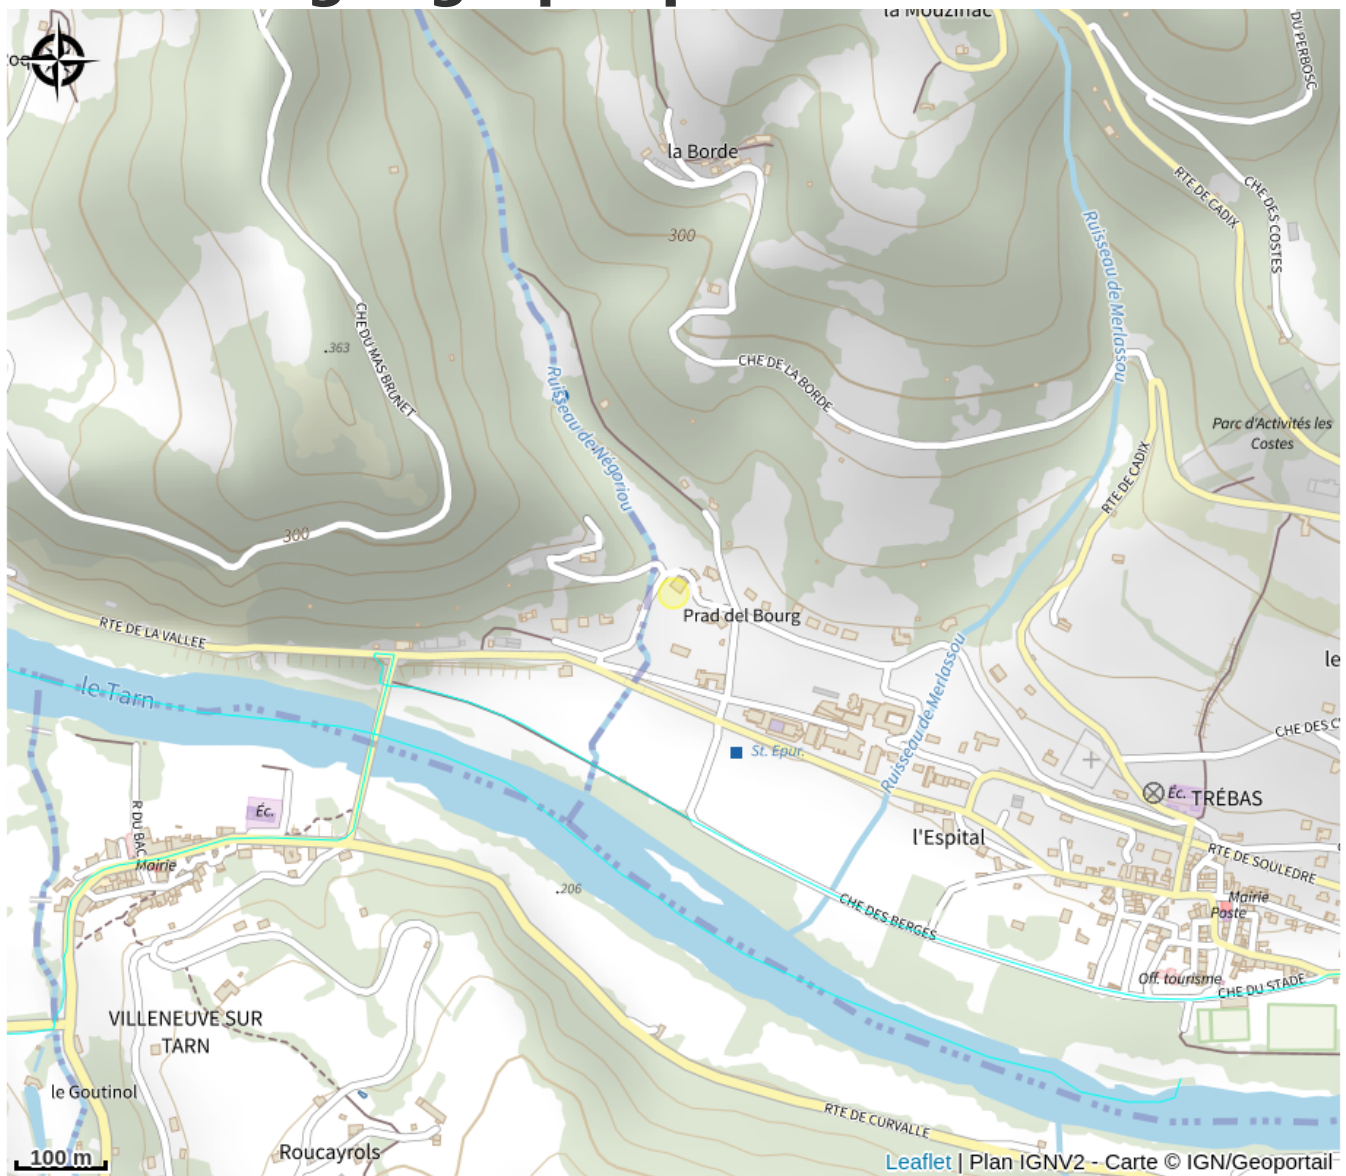 la Mouzinac
DU PERBOSC
la Borde
RTE DE CADIX
CHE DES COSTES
300
Ruisseau de Merlassou
CHE DU MAS BRUNET
.363
CHE DE LA BORDE
Ruisseau de Négoriou
Parc d'Activités les
Costes
RTE DE CADIX
300
Prad del Bourg
RTE DE LA VALLEE
Ruisseau de Merlassou
le
le Tarn
CHE DES C
St. Epur.
Éc.
TRÉBAS
Éc.
R DU BAC
l'Espital
RTE DE SOULEDRE
Mairie
.206
Mairie
Poste
CHE DES BERGES
Off. tourisme
CHE DU STADE
VILLENEUVE SUR
TARN
le Goutinol
RTE DE CURVALLE
Roucayrols
100 m
Leaflet | Plan IGNV2 - Carte © IGN/Geoportail